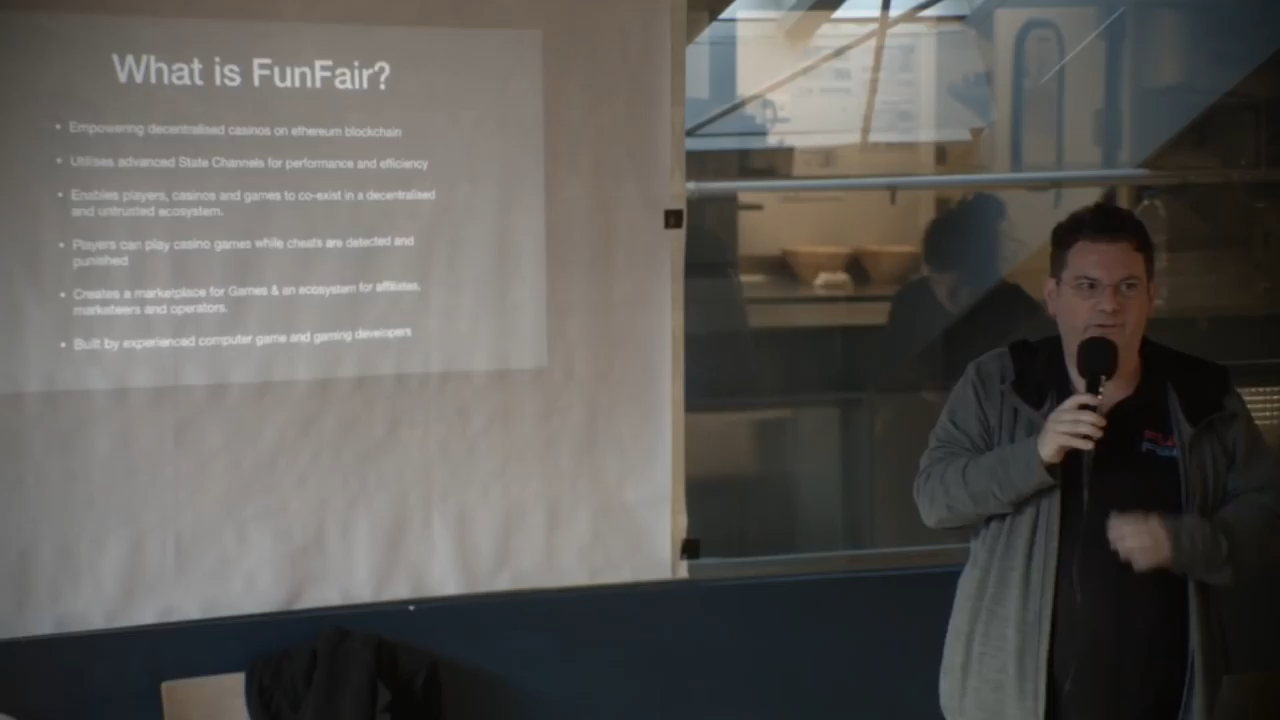 What is FunFair?
• Empowering decentralised casinos on ethereum blockchain
• Utilises advanced State Channels for performance and efficiency
• Enables players, casinos and games to co-exist in a decentralised
and untrusted ecosystem.
• Players can play casino games while cheats are detected and
punished
• Creates a marketplace for Games & an ecosystem for affiliates,
marketeers and operators.
• Built by experienced computer game and gaming developers